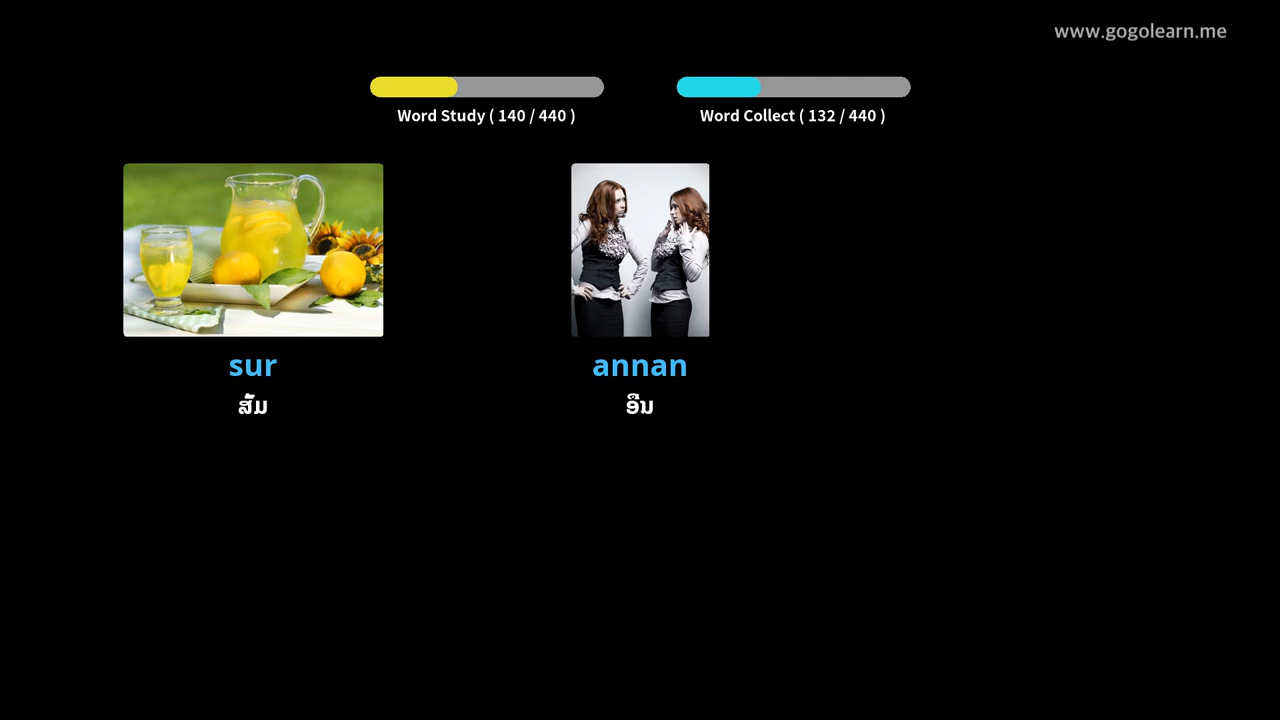 www.gogolearn.me
Word Study ( 140 / 440 )
Word Collect ( 132 / 440 )
sur
annan
ສົ້ມ
ອື່ນ